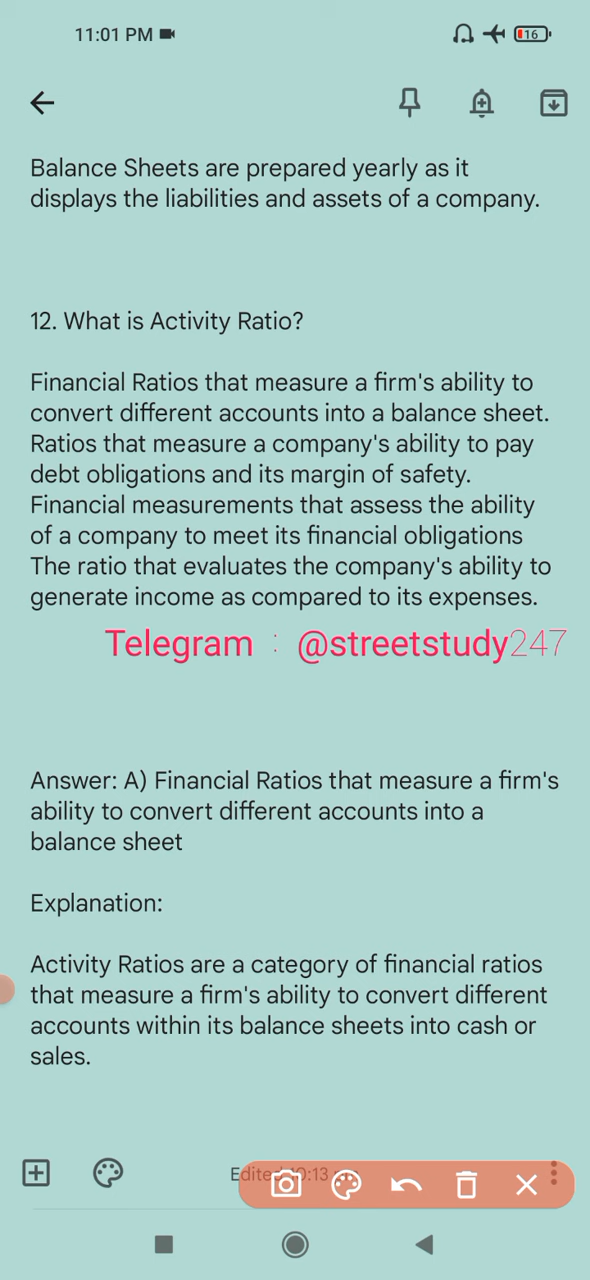 11:01 PM
16
Balance Sheets are prepared yearly as it
displays the liabilities and assets of a company.
12. What is Activity Ratio?
Financial Ratios that measure a firm's ability to
convert different accounts into a balance sheet.
Ratios that measure a company's ability to pay
debt obligations and its margin of safety.
Financial measurements that assess the ability
of a company to meet its financial obligations
The ratio that evaluates the company's ability to
generate income as compared to its expenses.
Telegram : @streetstudy247
Answer: A) Financial Ratios that measure a firm's
ability to convert different accounts into a
balance sheet
Explanation:
Activity Ratios are a category of financial ratios
that measure a firm's ability to convert different
accounts within its balance sheets into cash or
sales.
Edited 10:13